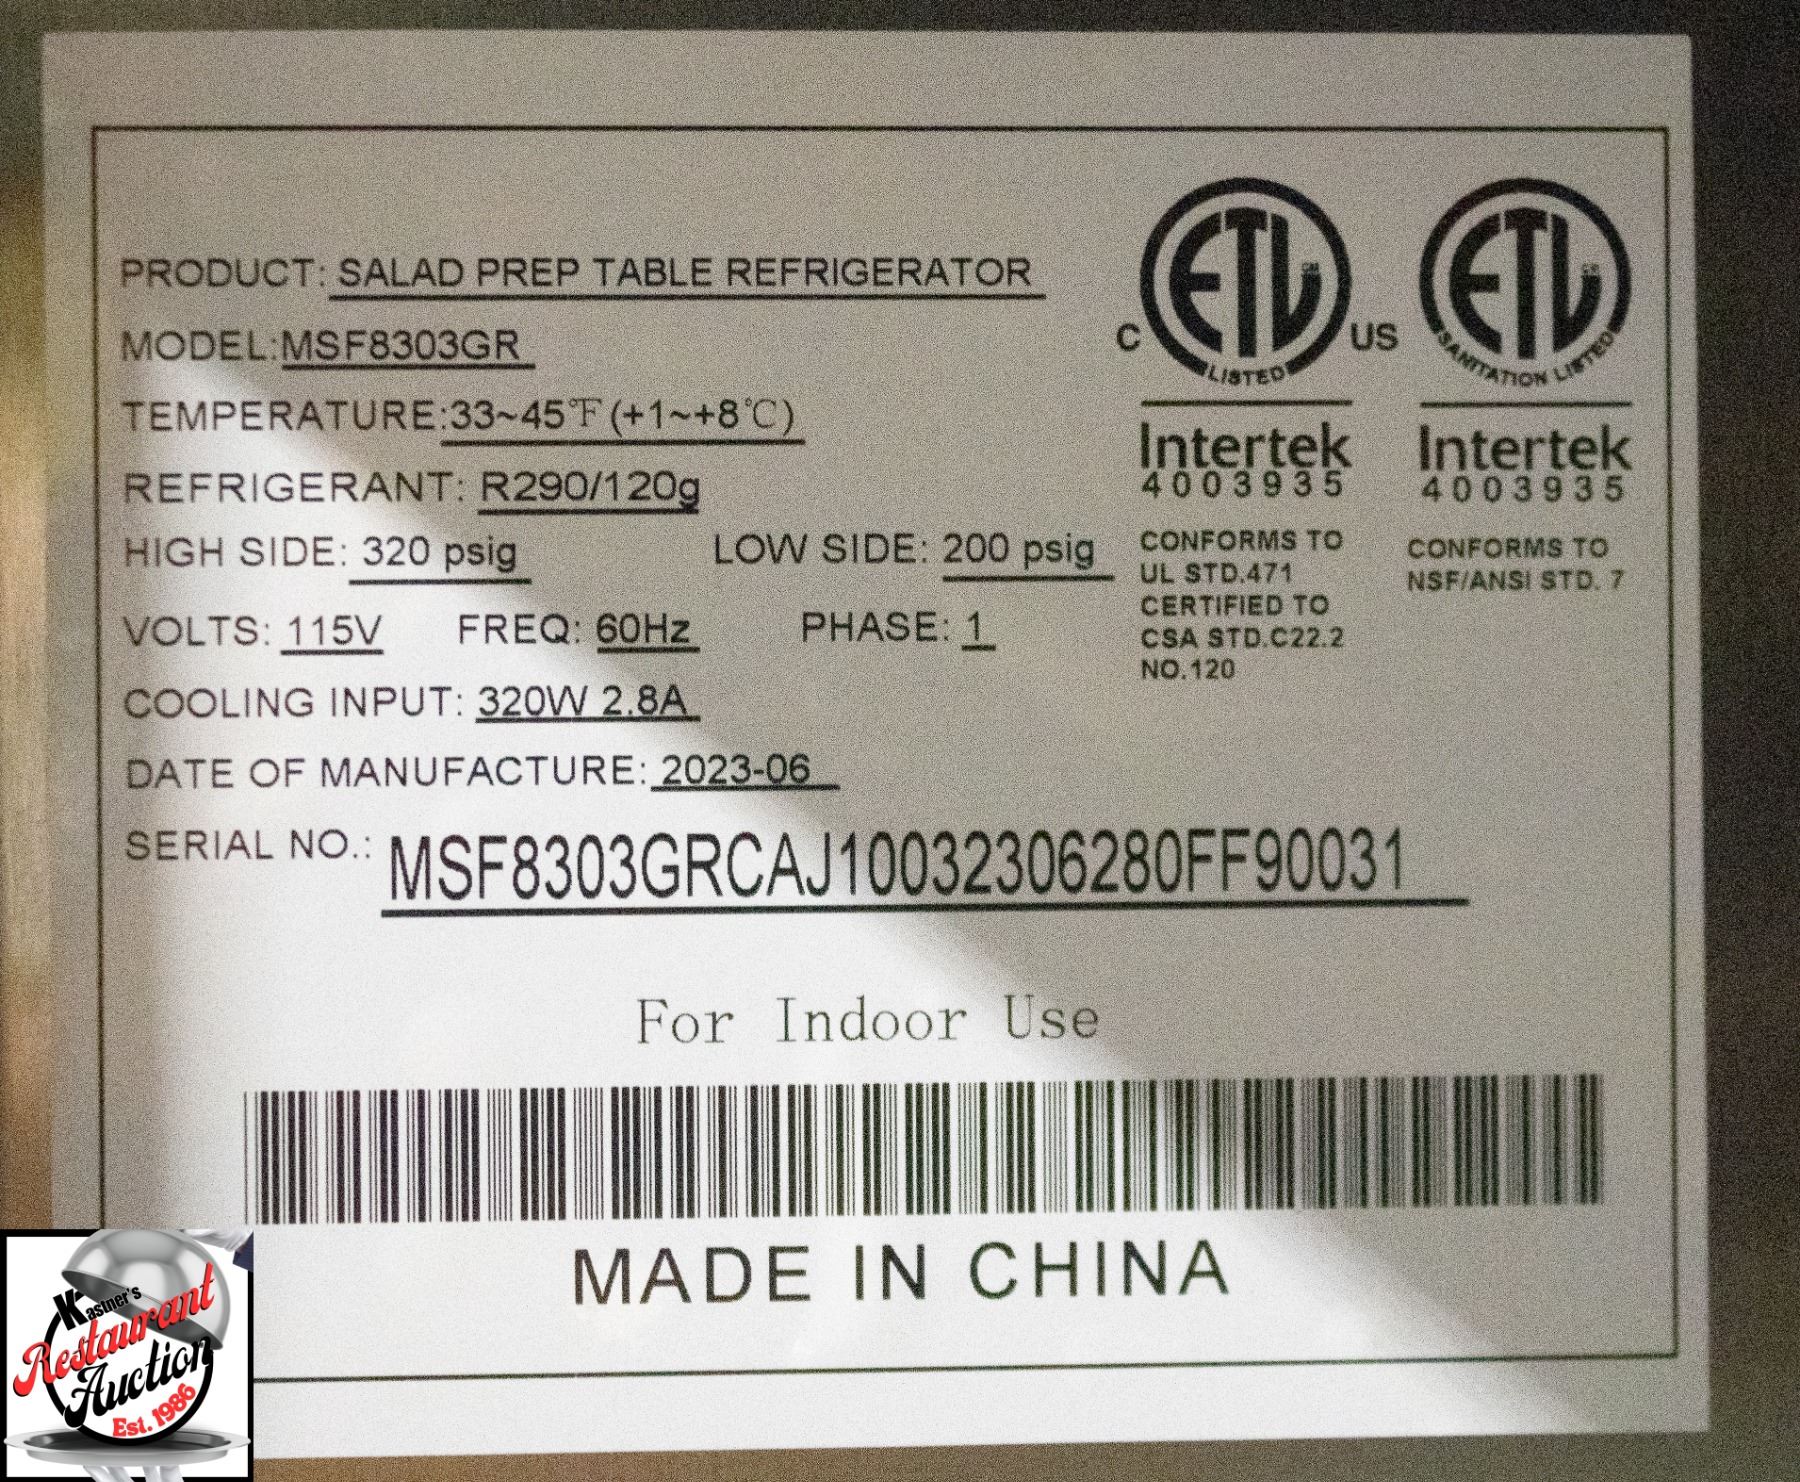 PRODUCT: SALAD PREP TABLE REFRIGERATOR
MODEL:MSF8303GR
TEMPERATURE:33~45℉(+1~+8℃)
REFRIGERANT: R290/120g
HIGH SIDE: 320 psig LOW SIDE: 200 psig
VOLTS: 115V FREQ: 60Hz PHASE: 1
COOLING INPUT: 320W 2.8A
DATE OF MANUFACTURE: 2023-06
SERIAL NO.: MSF8303GRCAJ10032306280FF90031
ETL
C US
LISTED
Intertek
4003935
CONFORMS TO
UL STD.471
CERTIFIED TO
CSA STD.C22.2
NO.120
ETL
SANITATION LISTED
Intertek
4003935
CONFORMS TO
NSF/ANSI STD. 7
For Indoor Use
MADE IN CHINA
Kastner's
Restaurant
Auction
Est. 1986